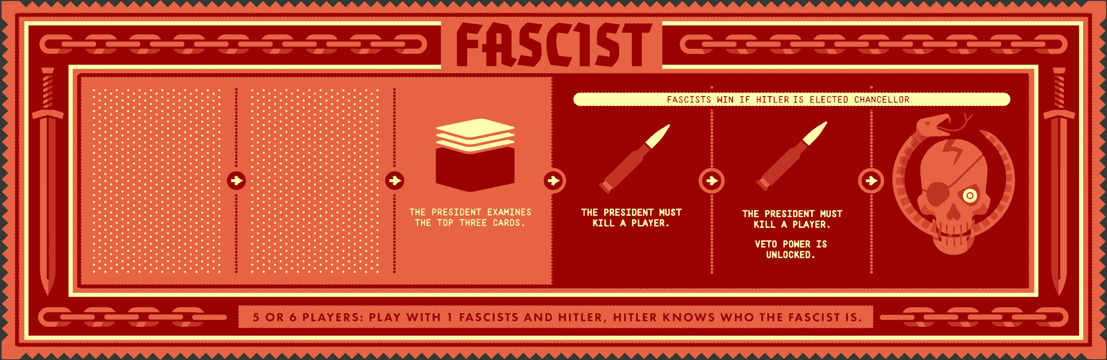 FASCIST
FASCISTS WIN IF HITLER IS ELECTED CHANCELLOR
THE PRESIDENT EXAMINES
THE TOP THREE CARDS.
THE PRESIDENT MUST
KILL A PLAYER.
THE PRESIDENT MUST
KILL A PLAYER.
VETO POWER IS
UNLOCKED.
5 OR 6 PLAYERS: PLAY WITH 1 FASCISTS AND HITLER, HITLER KNOWS WHO THE FASCIST IS.